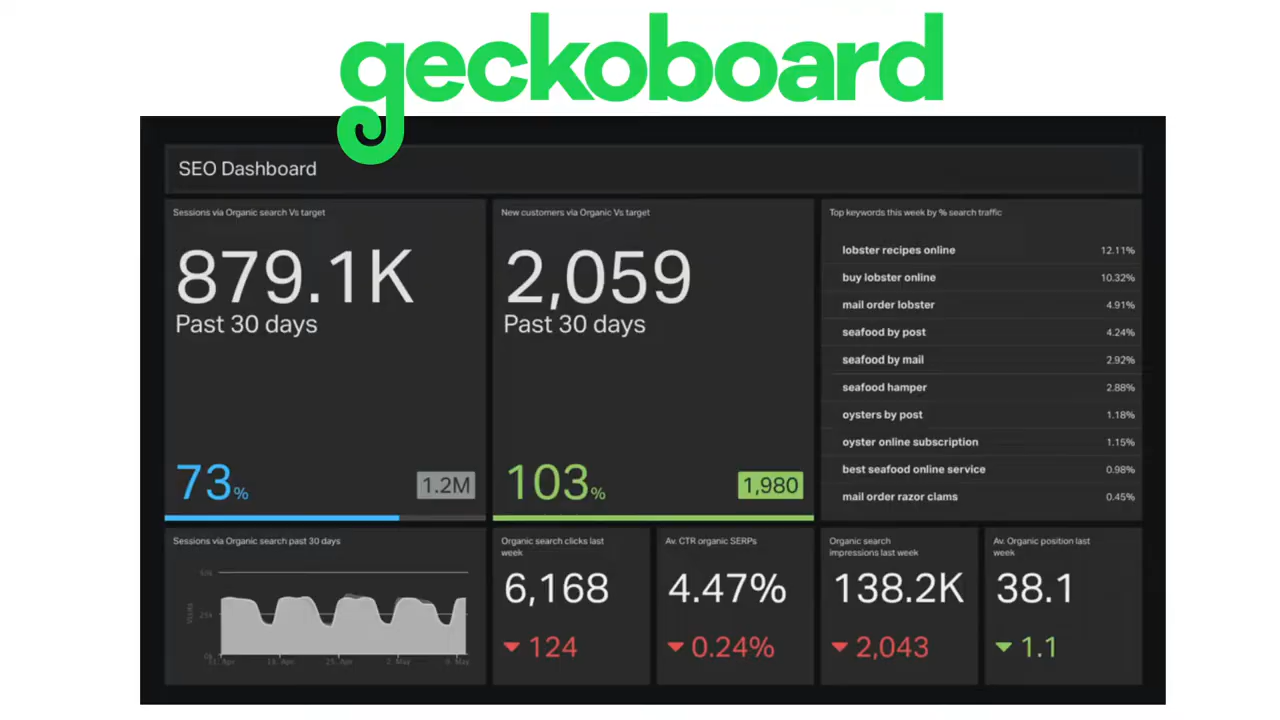 geckoboard
SEO Dashboard
Sessions via Organic search Vs target
879.1K
Past 30 days
73%
1.2M
New customers via Organic Vs target
2,059
Past 30 days
103%
1,980
Top keywords this week by % search traffic
lobster recipes online 12.11%
buy lobster online 10.32%
mail order lobster 4.91%
seafood by post 4.24%
seafood by mail 2.92%
seafood hamper 2.88%
oysters by post 1.18%
oyster online subscription 1.15%
best seafood online service 0.98%
mail order razor clams 0.45%
Sessions via Organic search past 30 days
25k
2. May
Organic search clicks last
week
6,168
124
Av. CTR organic SERPs
4.47%
0.24%
Organic search
impressions last week
138.2K
2,043
Av. Organic position last
week
38.1
1.1